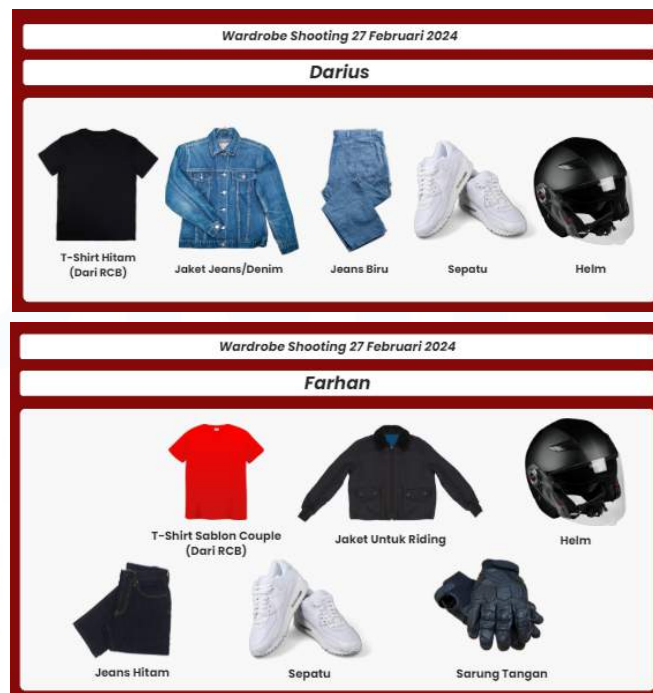 Wardrobe Shooting 27 Februari 2024
Darius
T-Shirt Hitam
(Dari RCB)
Jaket Jeans/Denim
Jeans Biru
Sepatu
Helm
Wardrobe Shooting 27 Februari 2024
Farhan
T-Shirt Sablon Couple
(Dari RCB)
Jaket Untuk Riding
Helm
Jeans Hitam
Sepatu
Sarung Tangan